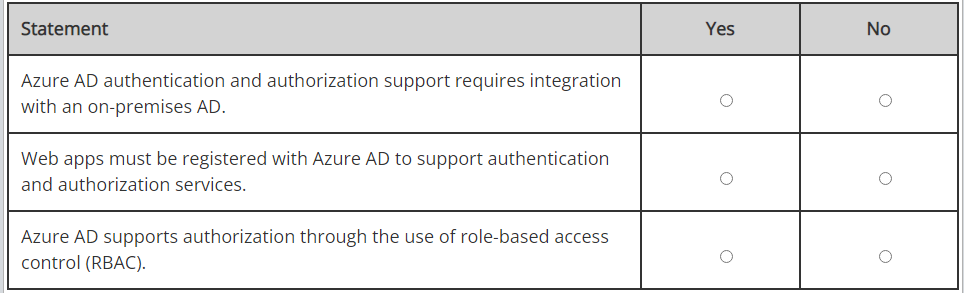 Statement Yes No
Azure AD authentication and authorization support requires integration
with an on-premises AD.
Web apps must be registered with Azure AD to support authentication
and authorization services.
Azure AD supports authorization through the use of role-based access
control (RBAC).